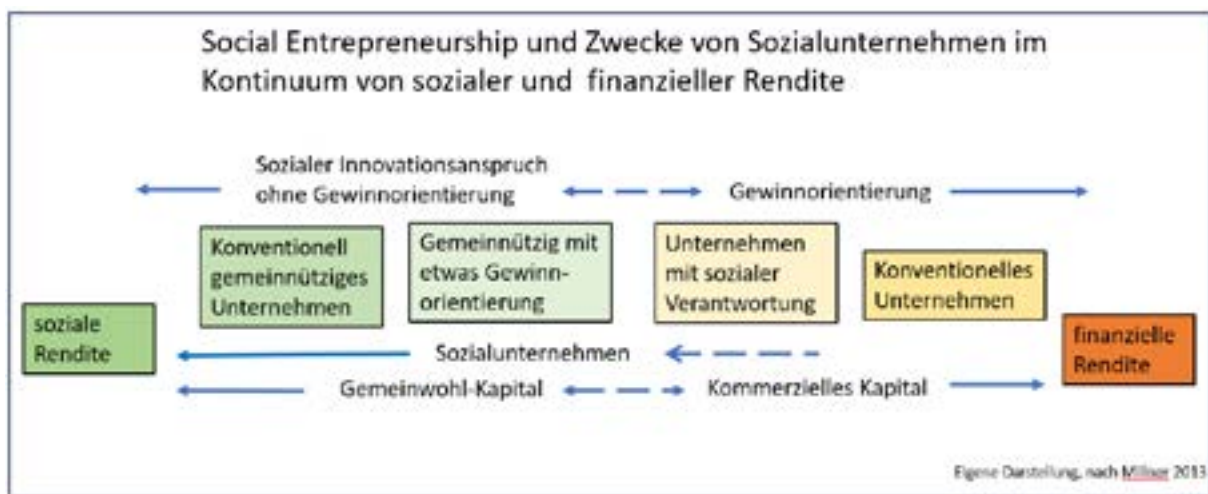 Social Entrepreneurship und Zwecke von Sozialunternehmen im
Kontinuum von sozialer und finanzieller Rendite
Sozialer Innovationsanspruch
ohne Gewinnorientierung
Gewinnorientierung
Konventionell
gemeinnütziges
Unternehmen
Gemeinnützig mit
etwas Gewinn-
orientierung
Unternehmen
mit sozialer
Verantwortung
Konventionelles
Unternehmen
soziale
Rendite
finanzielle
Rendite
Sozialunternehmen
Gemeinwohl-Kapital
Kommerzielles Kapital
Eigene Darstellung, nach Millner 2013